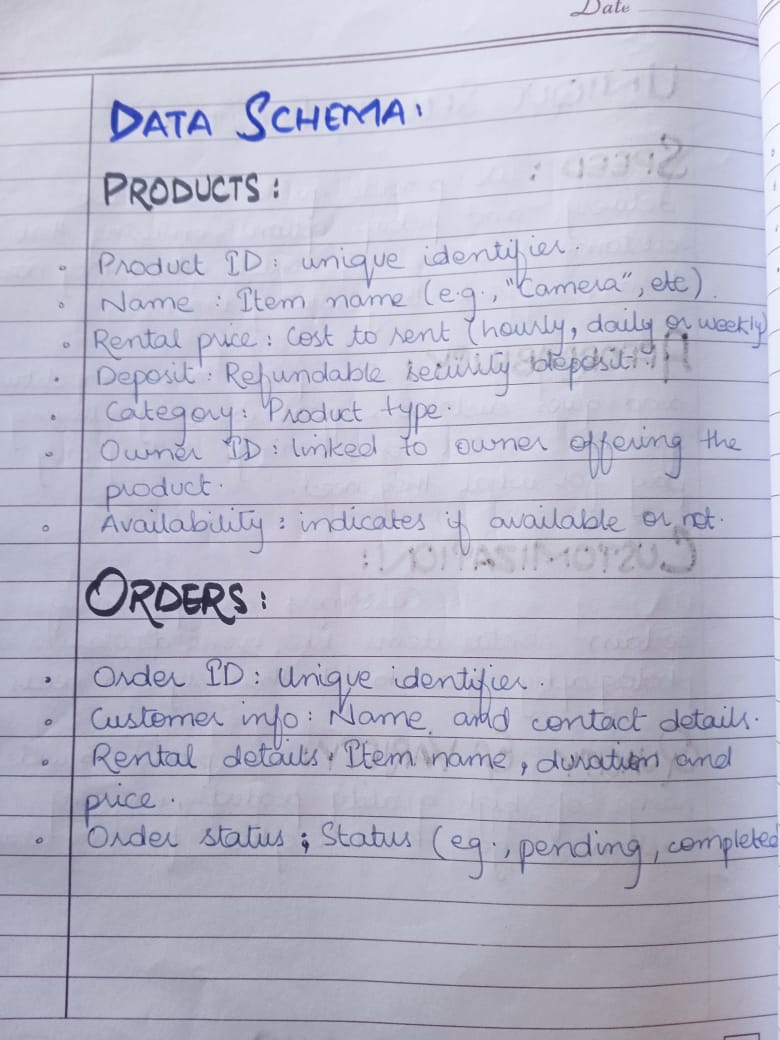 Date
DATA SCHEMA:
PRODUCTS:
• Product ID: unique identifier.
• Name: Item name (e.g., "Camera", etc).
• Rental price: Cost to rent (hourly, daily or weekly)
• Deposit: Refundable security deposit.
• Category: Product type.
• Owner ID: linked to owner offering the
product.
• Availability: indicates if available or not.
ORDERS:
• Order ID: Unique identifier.
• Customer info: Name and contact details.
• Rental details: Item name, duration and
price.
• Order status: Status (eg., pending, completed